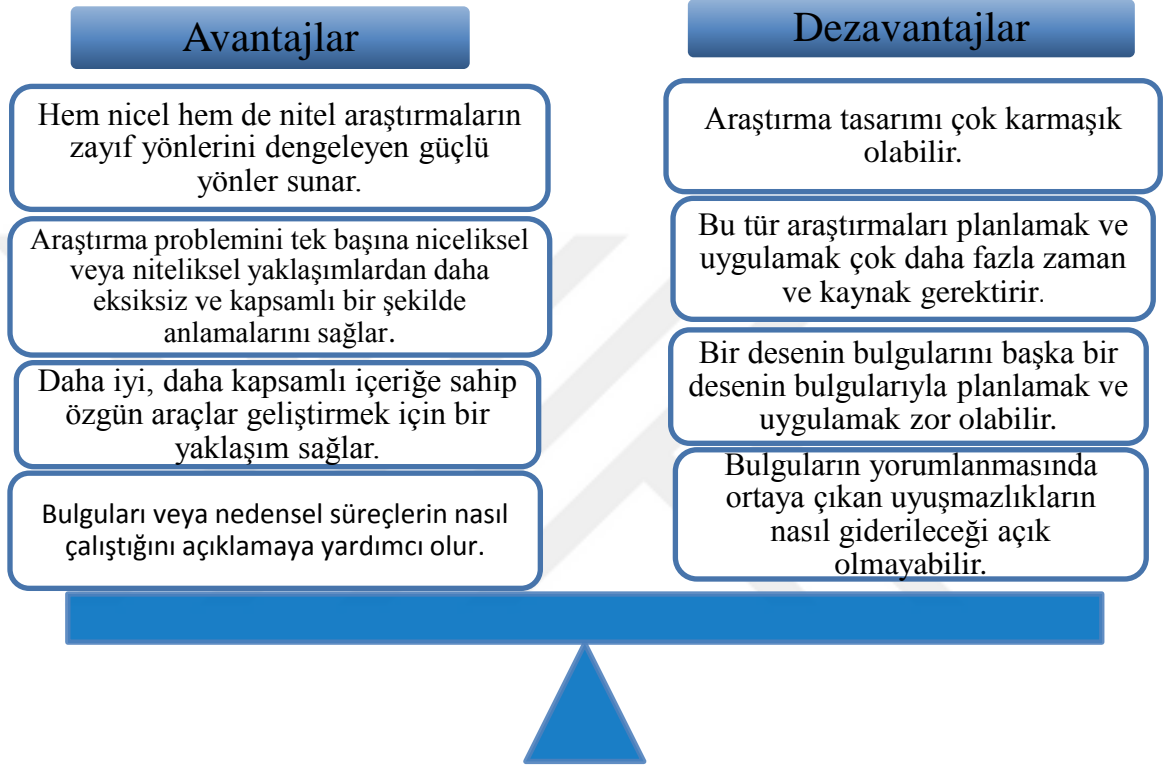 Avantajlar
Hem nicel hem de nitel araştırmaların
zayıf yönlerini dengeleyen güçlü
yönler sunar.
Araştırma problemini tek başına niceliksel
veya niteliksel yaklaşımlardan daha
eksiksiz ve kapsamlı bir şekilde
anlamalarını sağlar.
Daha iyi, daha kapsamlı içeriğe sahip
özgün araçlar geliştirmek için bir
yaklaşım sağlar.
Bulguları veya nedensel süreçlerin nasıl
çalıştığını açıklamaya yardımcı olur.
Dezavantajlar
Araştırma tasarımı çok karmaşık
olabilir.
Bu tür araştırmaları planlamak ve
uygulamak çok daha fazla zaman
ve kaynak gerektirir.
Bir desenin bulgularını başka bir
desenin bulgularıyla planlamak ve
uygulamak zor olabilir.
Bulguların yorumlanmasında
ortaya çıkan uyuşmazlıkların
nasıl giderileceği açık
olmayabilir.